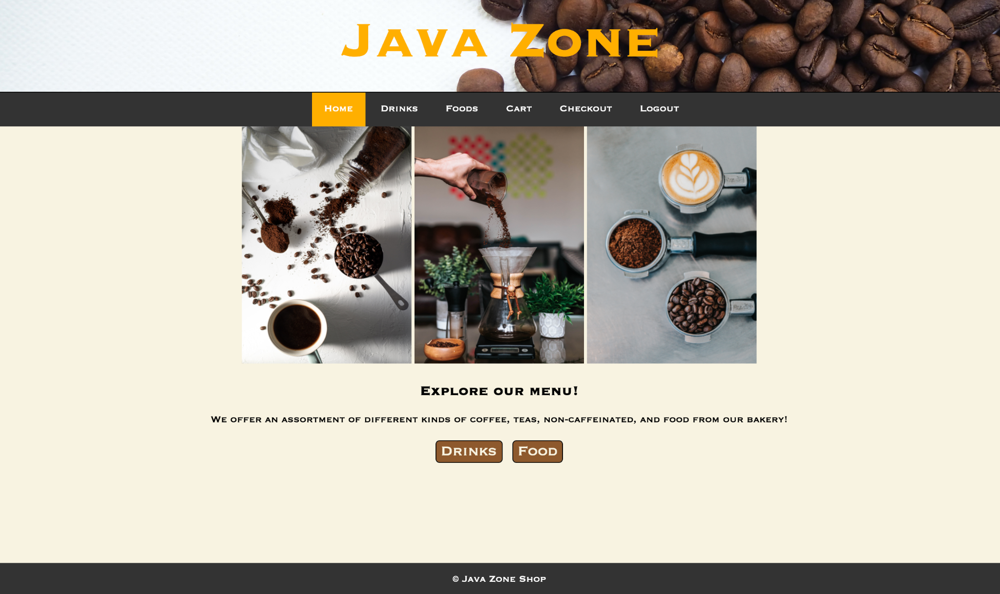 Java Zone
Home Drinks Foods Cart Checkout Logout
Explore our menu!
We offer an assortment of different kinds of coffee, teas, non-caffeinated, and food from our bakery!
Drinks Food
© Java Zone Shop